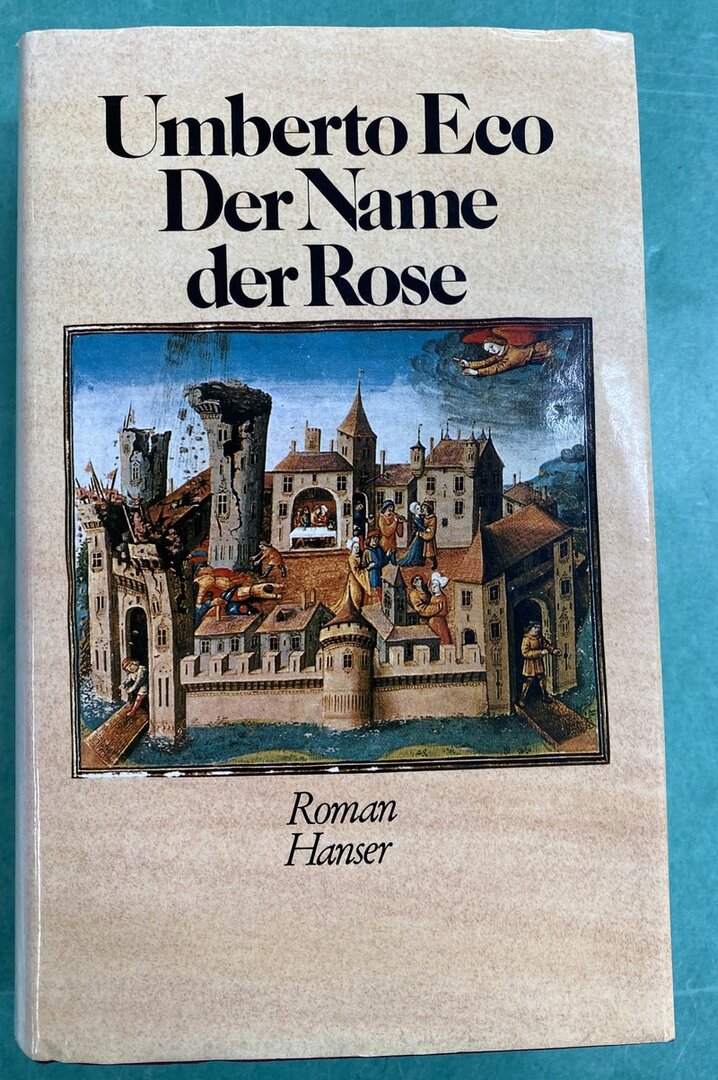 Umberto Eco
Der Name
der Rose
Roman
Hanser